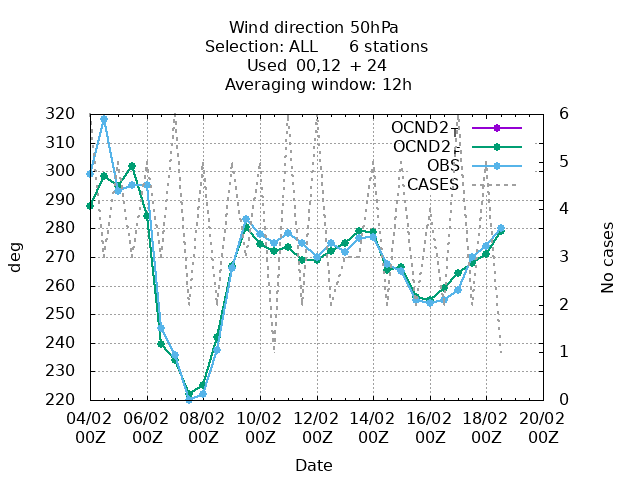 Wind direction 50hPa
Selection: ALL 6 stations
Used 00,12 + 24
Averaging window: 12h
320 310 300 290 280 270 260 250 240 230 220
deg
6 5 4 3 2 1 0
No cases
OCND2_T
OCND2_F
OBS
CASES
04/02 06/02 08/02 10/02 12/02 14/02 16/02 18/02 20/02
00Z 00Z 00Z 00Z 00Z 00Z 00Z 00Z 00Z
Date